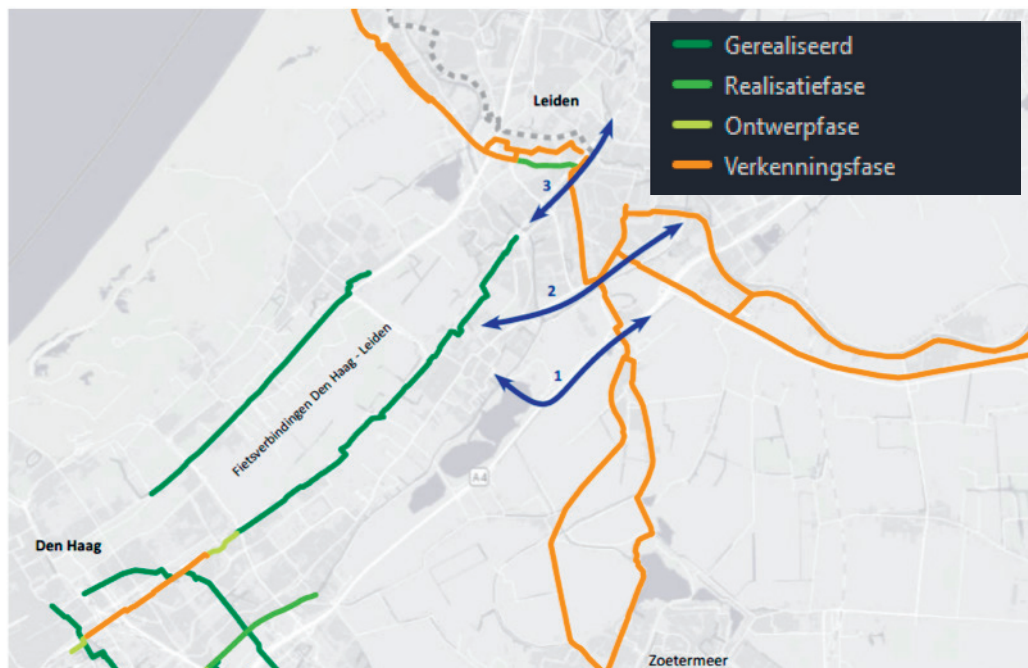 Leiden
Gerealiseerd
Realisatiefase
Ontwerpfase
Verkenningsfase
3
2
1
Fietsverbindingen Den Haag - Leiden
A4
Den Haag
Zoetermeer